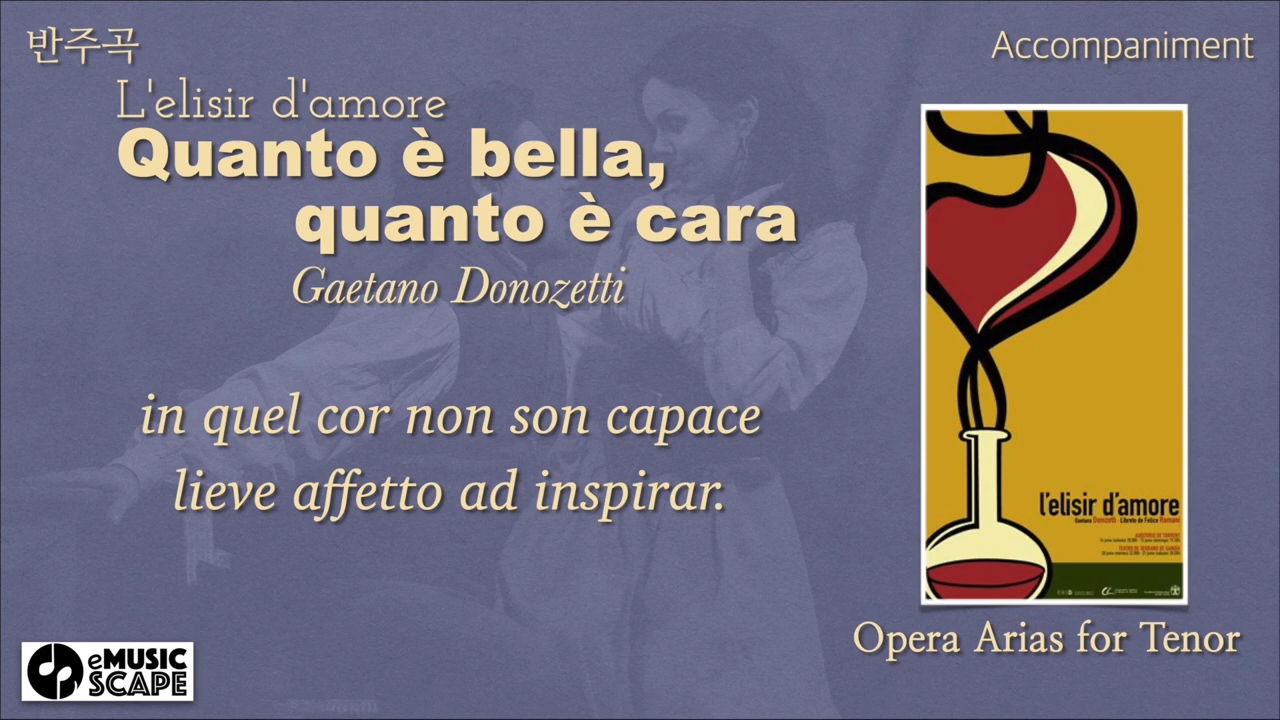 반주곡
Accompaniment
L'elisir d'amore
Quanto è bella,
quanto è cara
Gaetano Donozetti
in quel cor non son capace
lieve affetto ad inspirar.
l'elisir d'amore
Opera Arias for Tenor
eMUSIC
SCAPE